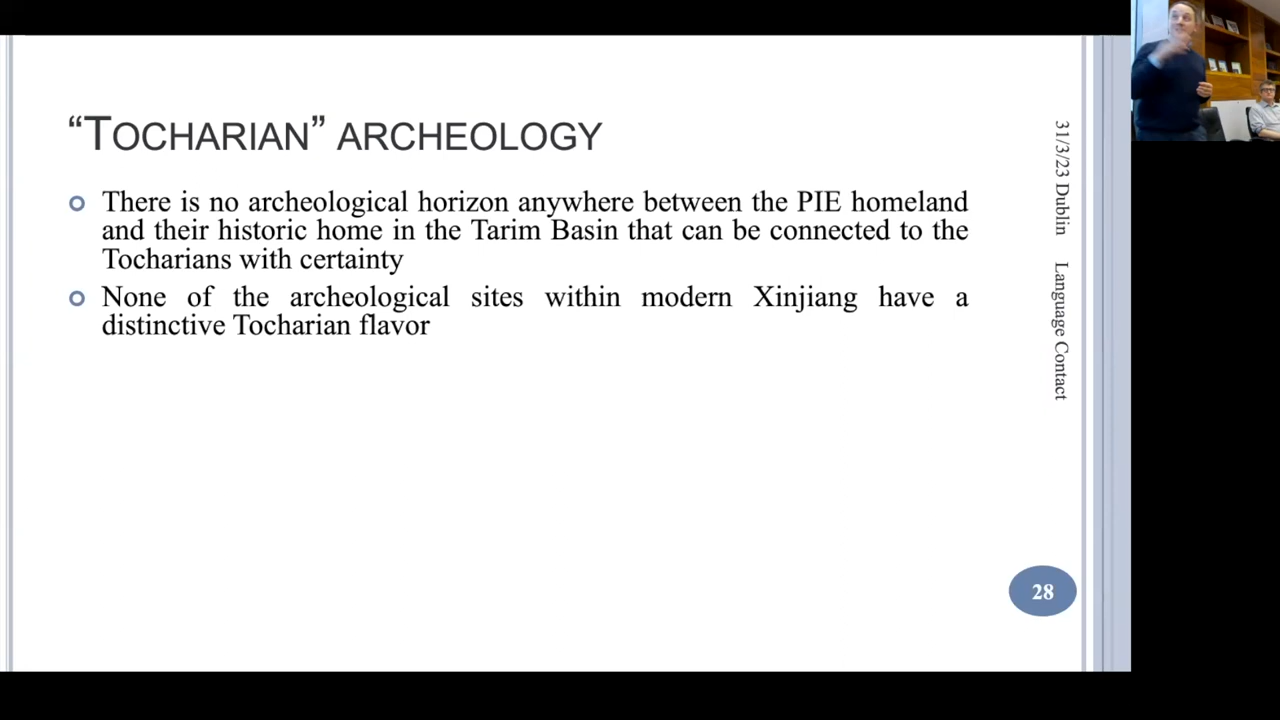 “TOCHARIAN” ARCHEOLOGY
There is no archeological horizon anywhere between the PIE homeland
and their historic home in the Tarim Basin that can be connected to the
Tocharians with certainty
None of the archeological sites within modern Xinjiang have a
distinctive Tocharian flavor
31/3/23 Dublin Language Contact
28